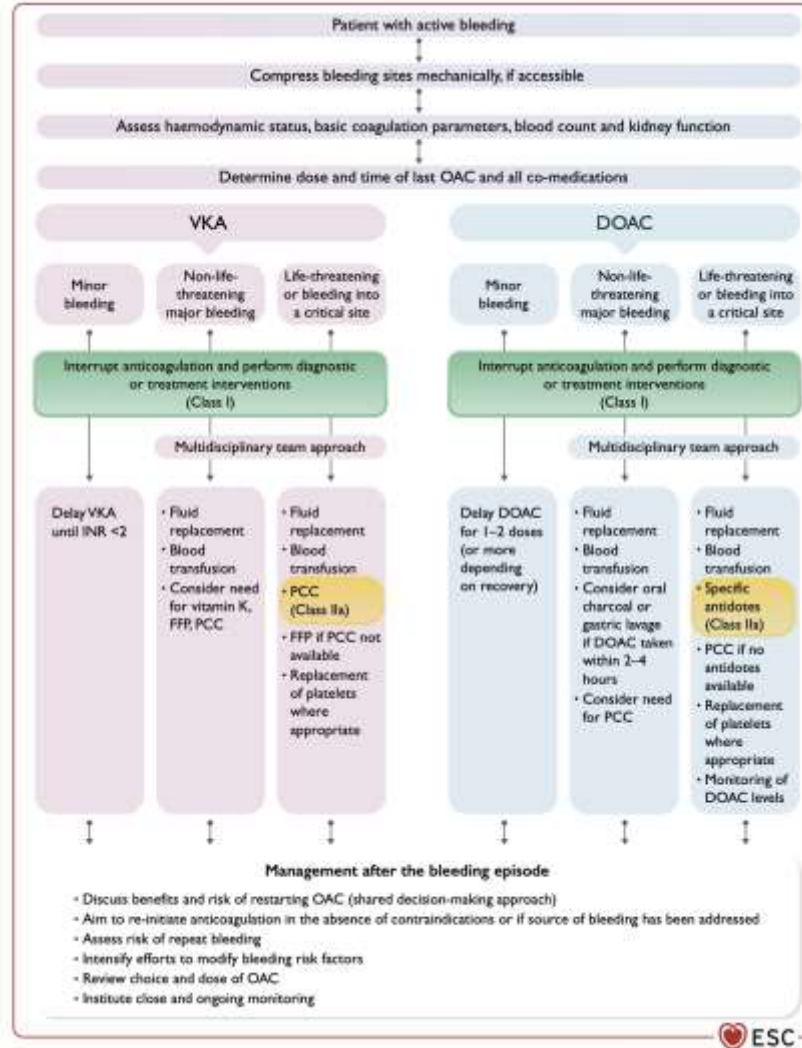 Patient with active bleeding
Compress bleeding sites mechanically, if accessible
Assess haemodynamic status, basic coagulation parameters, blood count and kidney function
Determine dose and time of last OAC and all co-medications
VKA
Minor
bleeding
Non-life-
threatening
major bleeding
Life-threatening
or bleeding into
a critical site
Interrupt anticoagulation and perform diagnostic
or treatment interventions
(Class I)
Multidisciplinary team approach
Delay VKA
until INR <2
• Fluid
replacement
• Blood
transfusion
• Consider need
for vitamin K,
FFP, PCC
• Fluid
replacement
• Blood
transfusion
• PCC
(Class IIa)
• FFP if PCC not
available
• Replacement
of platelets
where
appropriate
DOAC
Minor
bleeding
Non-life-
threatening
major bleeding
Life-threatening
or bleeding into
a critical site
Interrupt anticoagulation and perform diagnostic
or treatment interventions
(Class I)
Multidisciplinary team approach
Delay DOAC
for 1–2 doses
(or more
depending
on recovery)
• Fluid
replacement
• Blood
transfusion
• Consider oral
charcoal or
gastric lavage
if DOAC taken
within 2–4
hours
• Consider need
for PCC
• Fluid
replacement
• Blood
transfusion
• Specific
antidotes
(Class IIa)
• PCC if no
antidotes
available
• Replacement
of platelets
where
appropriate
• Monitoring of
DOAC levels
Management after the bleeding episode
• Discuss benefits and risk of restarting OAC (shared decision-making approach)
• Aim to re-initiate anticoagulation in the absence of contraindications or if source of bleeding has been addressed
• Assess risk of repeat bleeding
• Intensify efforts to modify bleeding risk factors
• Review choice and dose of OAC
• Institute close and ongoing monitoring
ESC